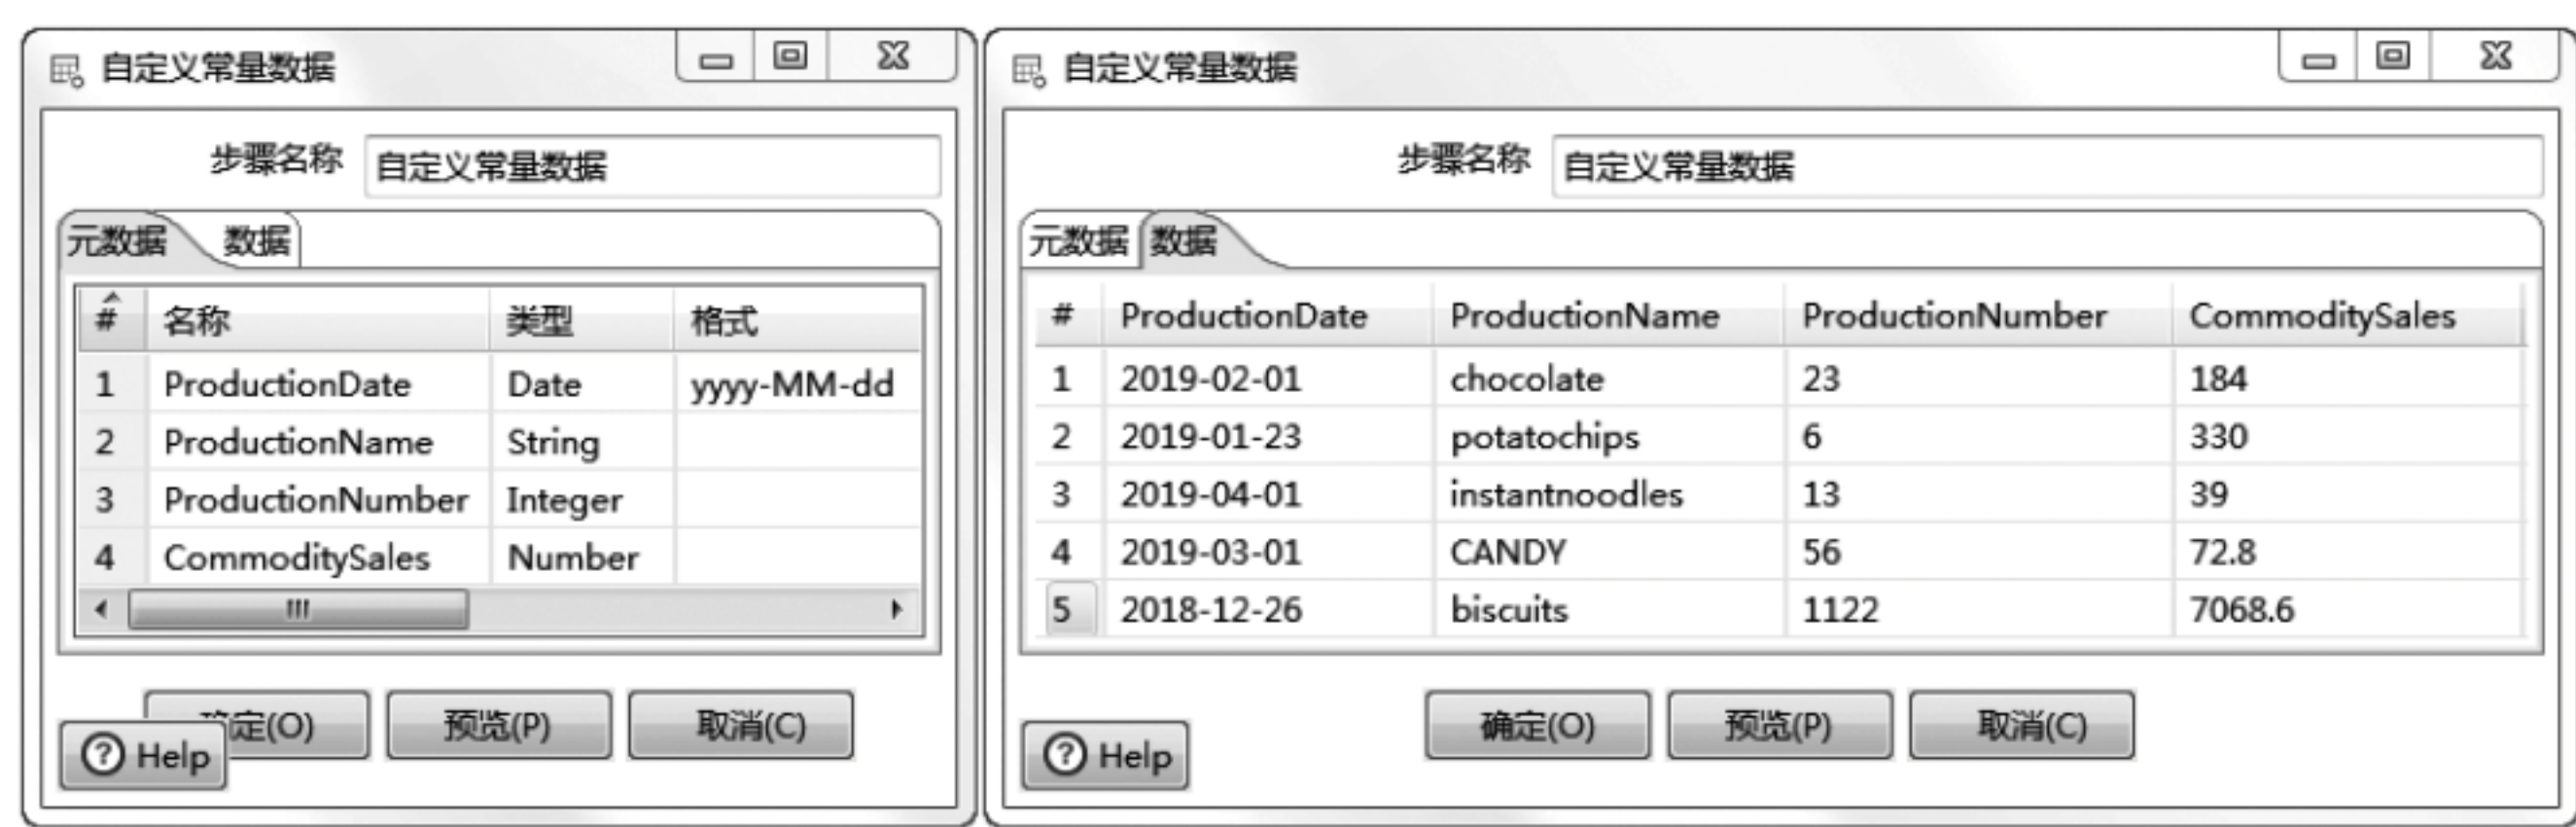 自定义常量数据
步骤名称 自定义常量数据
元数据 数据
# 名称 类型 格式
1 ProductionDate Date yyyy-MM-dd
2 ProductionName String
3 ProductionNumber Integer
4 CommoditySales Number
定(O) 预览(P) 取消(C)
Help
自定义常量数据
步骤名称 自定义常量数据
元数据 数据
# ProductionDate ProductionName ProductionNumber CommoditySales
1 2019-02-01 chocolate 23 184
2 2019-01-23 potatochips 6 330
3 2019-04-01 instantnoodles 13 39
4 2019-03-01 CANDY 56 72.8
5 2018-12-26 biscuits 1122 7068.6
确定(O) 预览(P) 取消(C)
Help